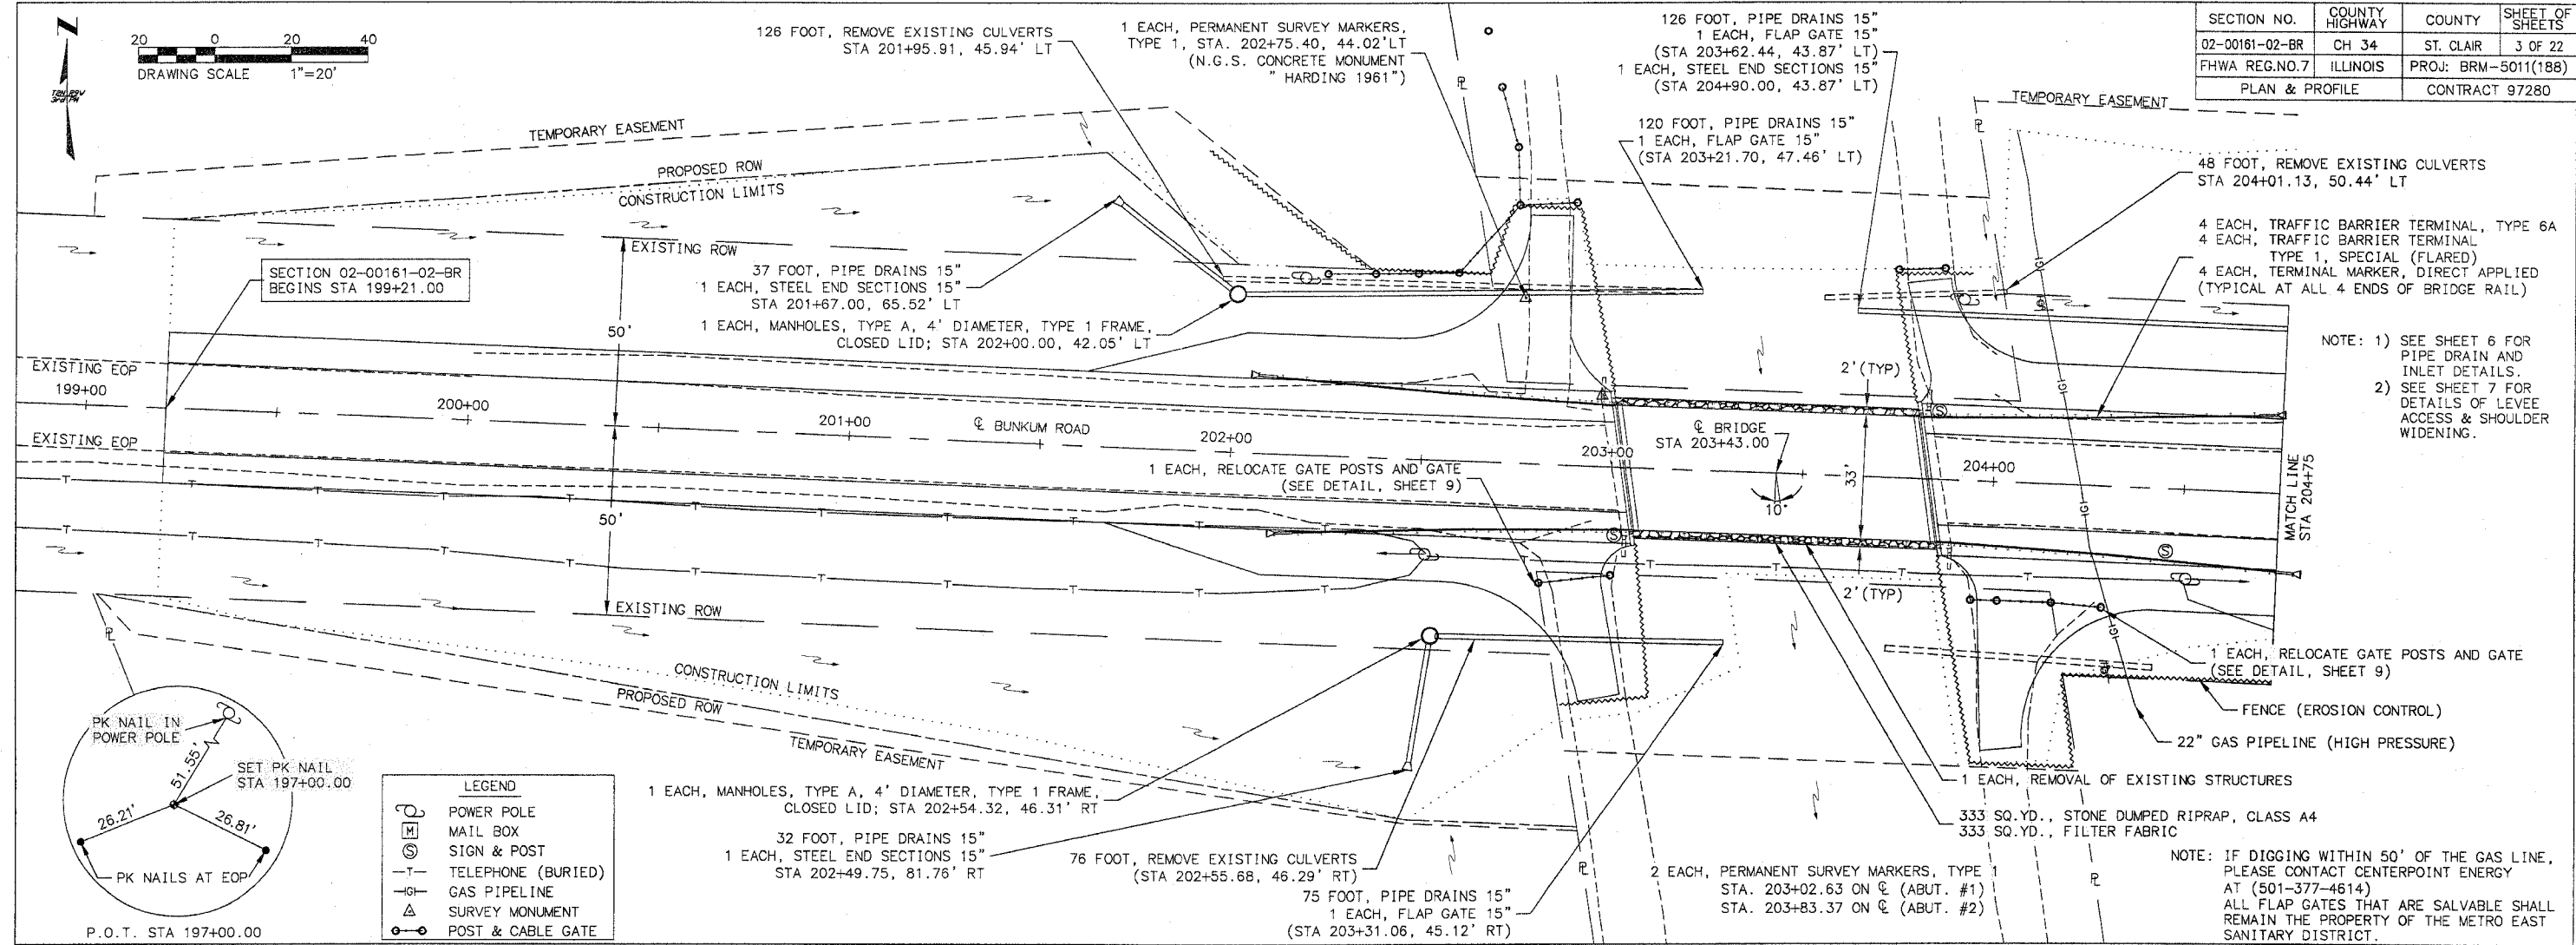 SECTION NO. COUNTY HIGHWAY COUNTY SHEET OF SHEETS
02-00161-02-BR CH 34 ST. CLAIR 3 OF 22
FHWA REG.NO.7 ILLINOIS PROJ: BRM-5011(188)
PLAN & PROFILE CONTRACT 97280
N
20 0 20 40
DRAWING SCALE 1"=20'
126 FOOT, REMOVE EXISTING CULVERTS
STA 201+95.91, 45.94' LT
1 EACH, PERMANENT SURVEY MARKERS,
TYPE 1, STA. 202+75.40, 44.02'LT
(N.G.S. CONCRETE MONUMENT
" HARDING 1961")
126 FOOT, PIPE DRAINS 15"
1 EACH, FLAP GATE 15"
(STA 203+62.44, 43.87' LT)
1 EACH, STEEL END SECTIONS 15"
(STA 204+90.00, 43.87' LT)
120 FOOT, PIPE DRAINS 15"
1 EACH, FLAP GATE 15"
(STA 203+21.70, 47.46' LT)
TEMPORARY EASEMENT
48 FOOT, REMOVE EXISTING CULVERTS
STA 204+01.13, 50.44' LT
4 EACH, TRAFFIC BARRIER TERMINAL, TYPE 6A
4 EACH, TRAFFIC BARRIER TERMINAL
TYPE 1, SPECIAL (FLARED)
4 EACH, TERMINAL MARKER, DIRECT APPLIED
(TYPICAL AT ALL 4 ENDS OF BRIDGE RAIL)
NOTE: 1) SEE SHEET 6 FOR
PIPE DRAIN AND
INLET DETAILS.
2) SEE SHEET 7 FOR
DETAILS OF LEVEE
ACCESS & SHOULDER
WIDENING.
TEMPORARY EASEMENT
PROPOSED ROW
CONSTRUCTION LIMITS
EXISTING ROW
SECTION 02-00161-02-BR
BEGINS STA 199+21.00
37 FOOT, PIPE DRAINS 15"
1 EACH, STEEL END SECTIONS 15"
STA 201+67.00, 65.52' LT
1 EACH, MANHOLES, TYPE A, 4' DIAMETER, TYPE 1 FRAME,
CLOSED LID; STA 202+00.00, 42.05' LT
50'
EXISTING EOP
199+00
200+00
201+00
℄ BUNKUM ROAD
202+00
203+00
204+00
EXISTING EOP
2'(TYP)
℄ BRIDGE
STA 203+43.00
33'
10°
2'(TYP)
MATCH LINE
STA 204+75
1 EACH, RELOCATE GATE POSTS AND GATE
(SEE DETAIL, SHEET 9)
50'
EXISTING ROW
CONSTRUCTION LIMITS
PROPOSED ROW
TEMPORARY EASEMENT
1 EACH, RELOCATE GATE POSTS AND GATE
(SEE DETAIL, SHEET 9)
FENCE (EROSION CONTROL)
22" GAS PIPELINE (HIGH PRESSURE)
1 EACH, REMOVAL OF EXISTING STRUCTURES
333 SQ.YD., STONE DUMPED RIPRAP, CLASS A4
333 SQ.YD., FILTER FABRIC
PK NAIL IN
POWER POLE
51.55'
SET PK NAIL
STA 197+00.00
26.21'
26.81'
PK NAILS AT EOP
P.O.T. STA 197+00.00
LEGEND
POWER POLE
M MAIL BOX
S SIGN & POST
T TELEPHONE (BURIED)
IGI GAS PIPELINE
SURVEY MONUMENT
POST & CABLE GATE
1 EACH, MANHOLES, TYPE A, 4' DIAMETER, TYPE 1 FRAME,
CLOSED LID; STA 202+54.32, 46.31' RT
32 FOOT, PIPE DRAINS 15"
1 EACH, STEEL END SECTIONS 15"
STA 202+49.75, 81.76' RT
76 FOOT, REMOVE EXISTING CULVERTS
(STA 202+55.68, 46.29' RT)
75 FOOT, PIPE DRAINS 15"
1 EACH, FLAP GATE 15"
(STA 203+31.06, 45.12' RT)
2 EACH, PERMANENT SURVEY MARKERS, TYPE 1
STA. 203+02.63 ON ℄ (ABUT. #1)
STA. 203+83.37 ON ℄ (ABUT. #2)
NOTE: IF DIGGING WITHIN 50' OF THE GAS LINE,
PLEASE CONTACT CENTERPOINT ENERGY
AT (501-377-4614)
ALL FLAP GATES THAT ARE SALVABLE SHALL
REMAIN THE PROPERTY OF THE METRO EAST
SANITARY DISTRICT.